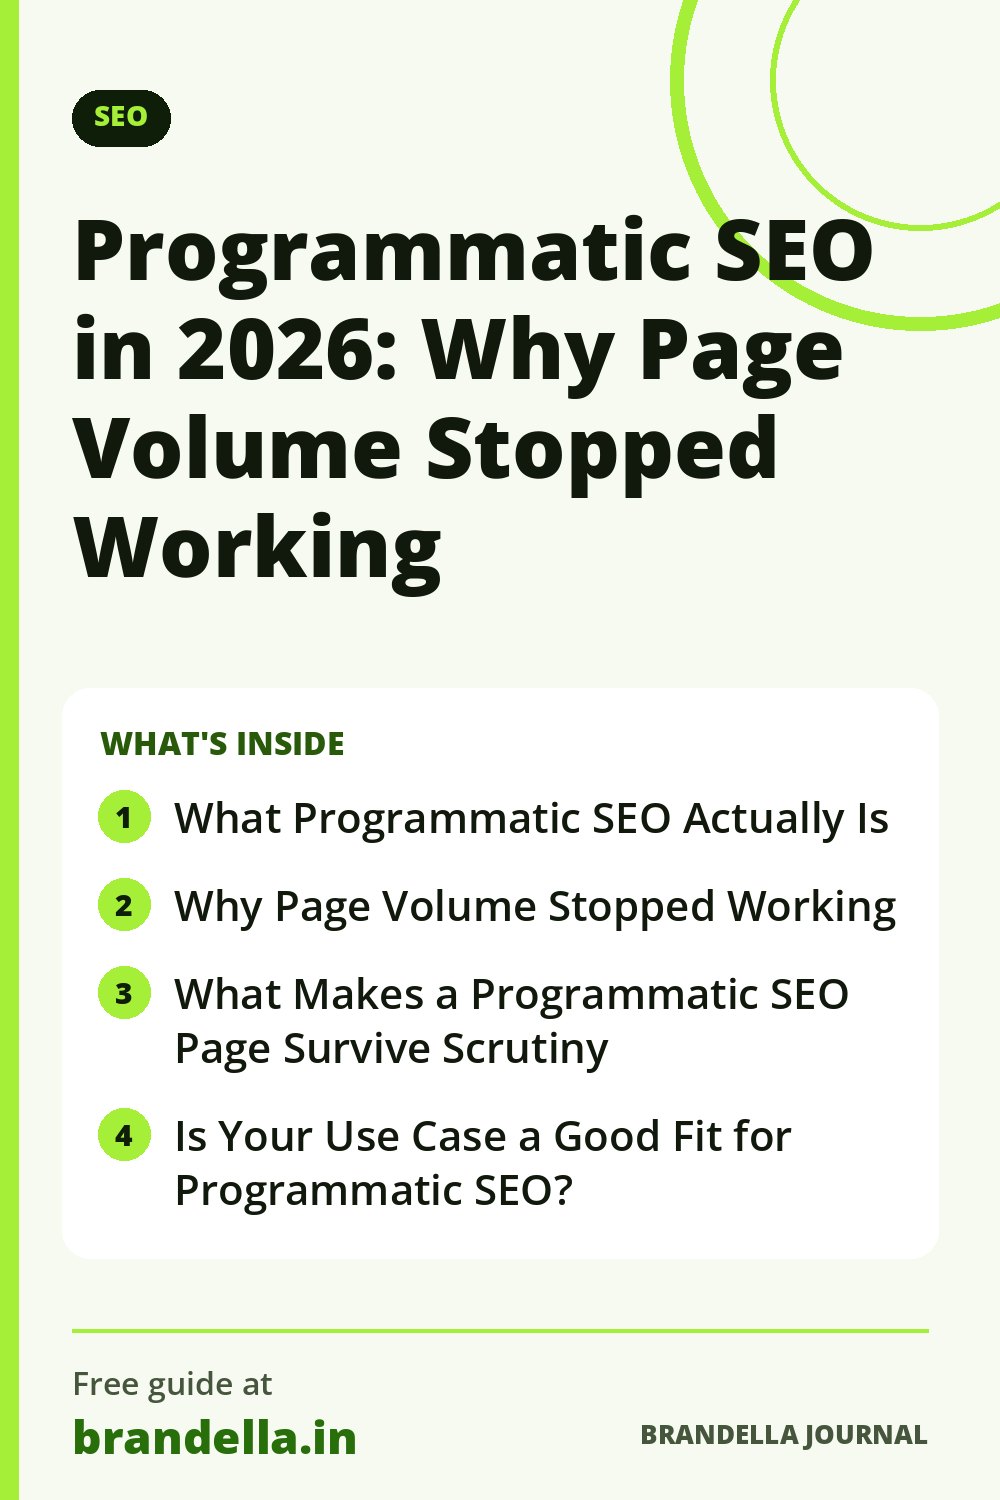 SEO
Programmatic SEO
in 2026: Why Page
Volume Stopped
Working
WHAT'S INSIDE
1 What Programmatic SEO Actually Is
2 Why Page Volume Stopped Working
3 What Makes a Programmatic SEO
Page Survive Scrutiny
4 Is Your Use Case a Good Fit for
Programmatic SEO?
Free guide at
brandella.in
BRANDELLA JOURNAL